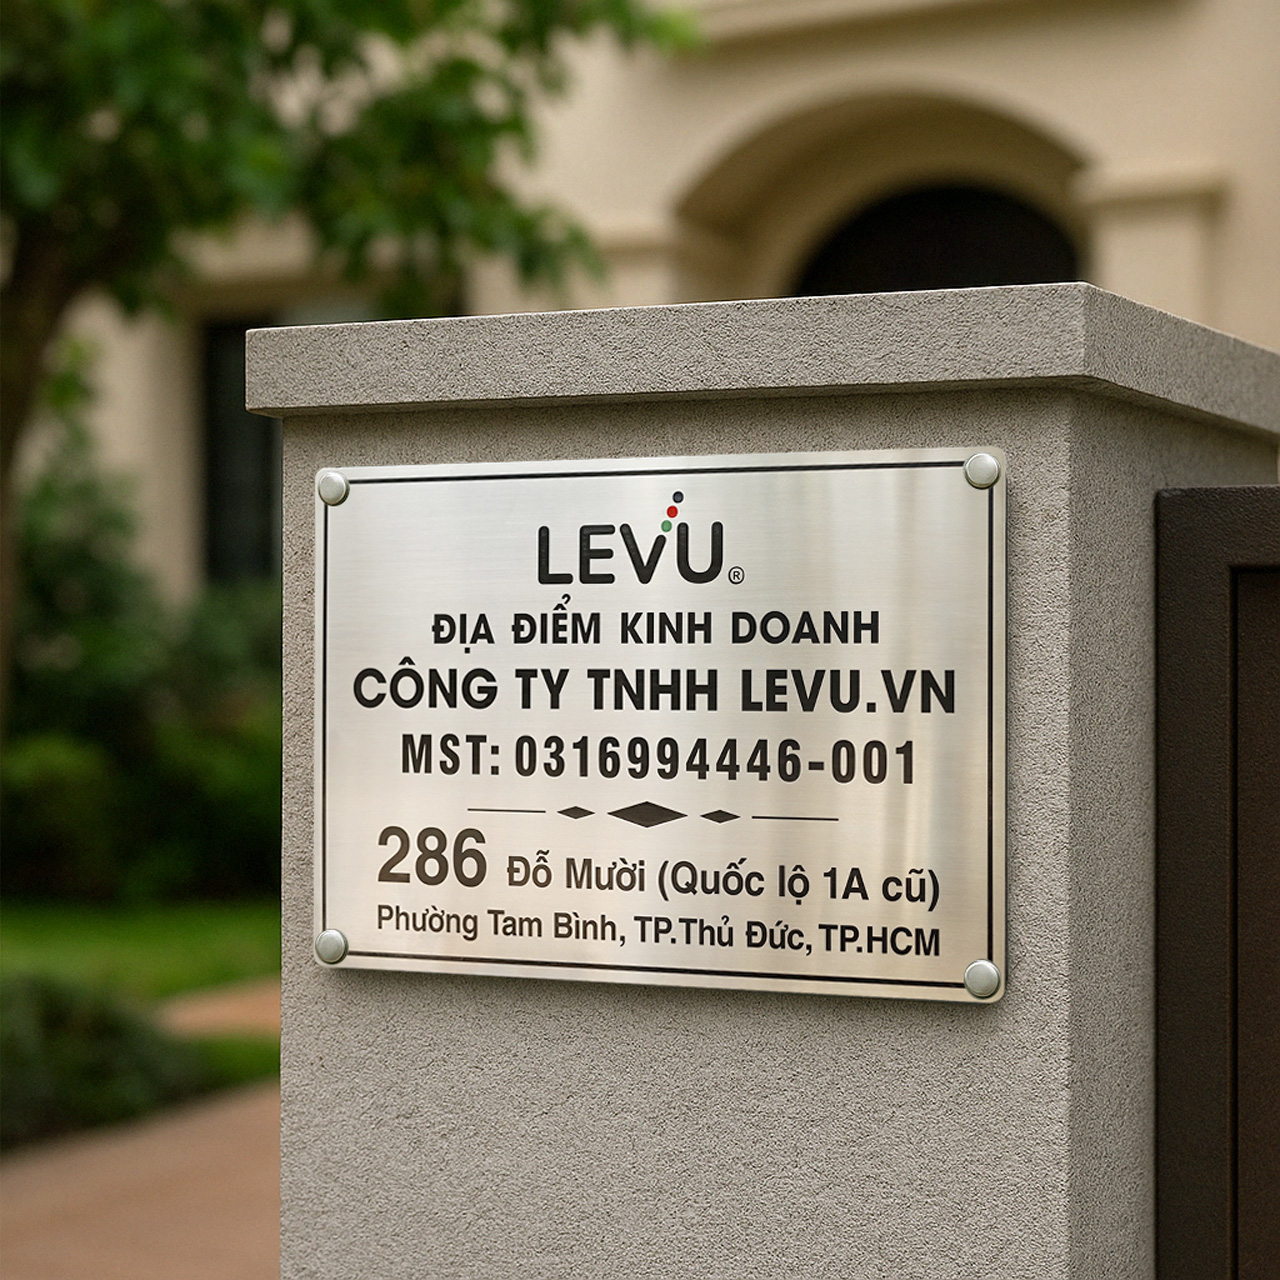 LEVU®
ĐỊA ĐIỂM KINH DOANH
CÔNG TY TNHH LEVU.VN
MST: 0316994446-001
286 Đỗ Mười (Quốc lộ 1A cũ)
Phường Tam Bình, TP.Thủ Đức, TP.HCM